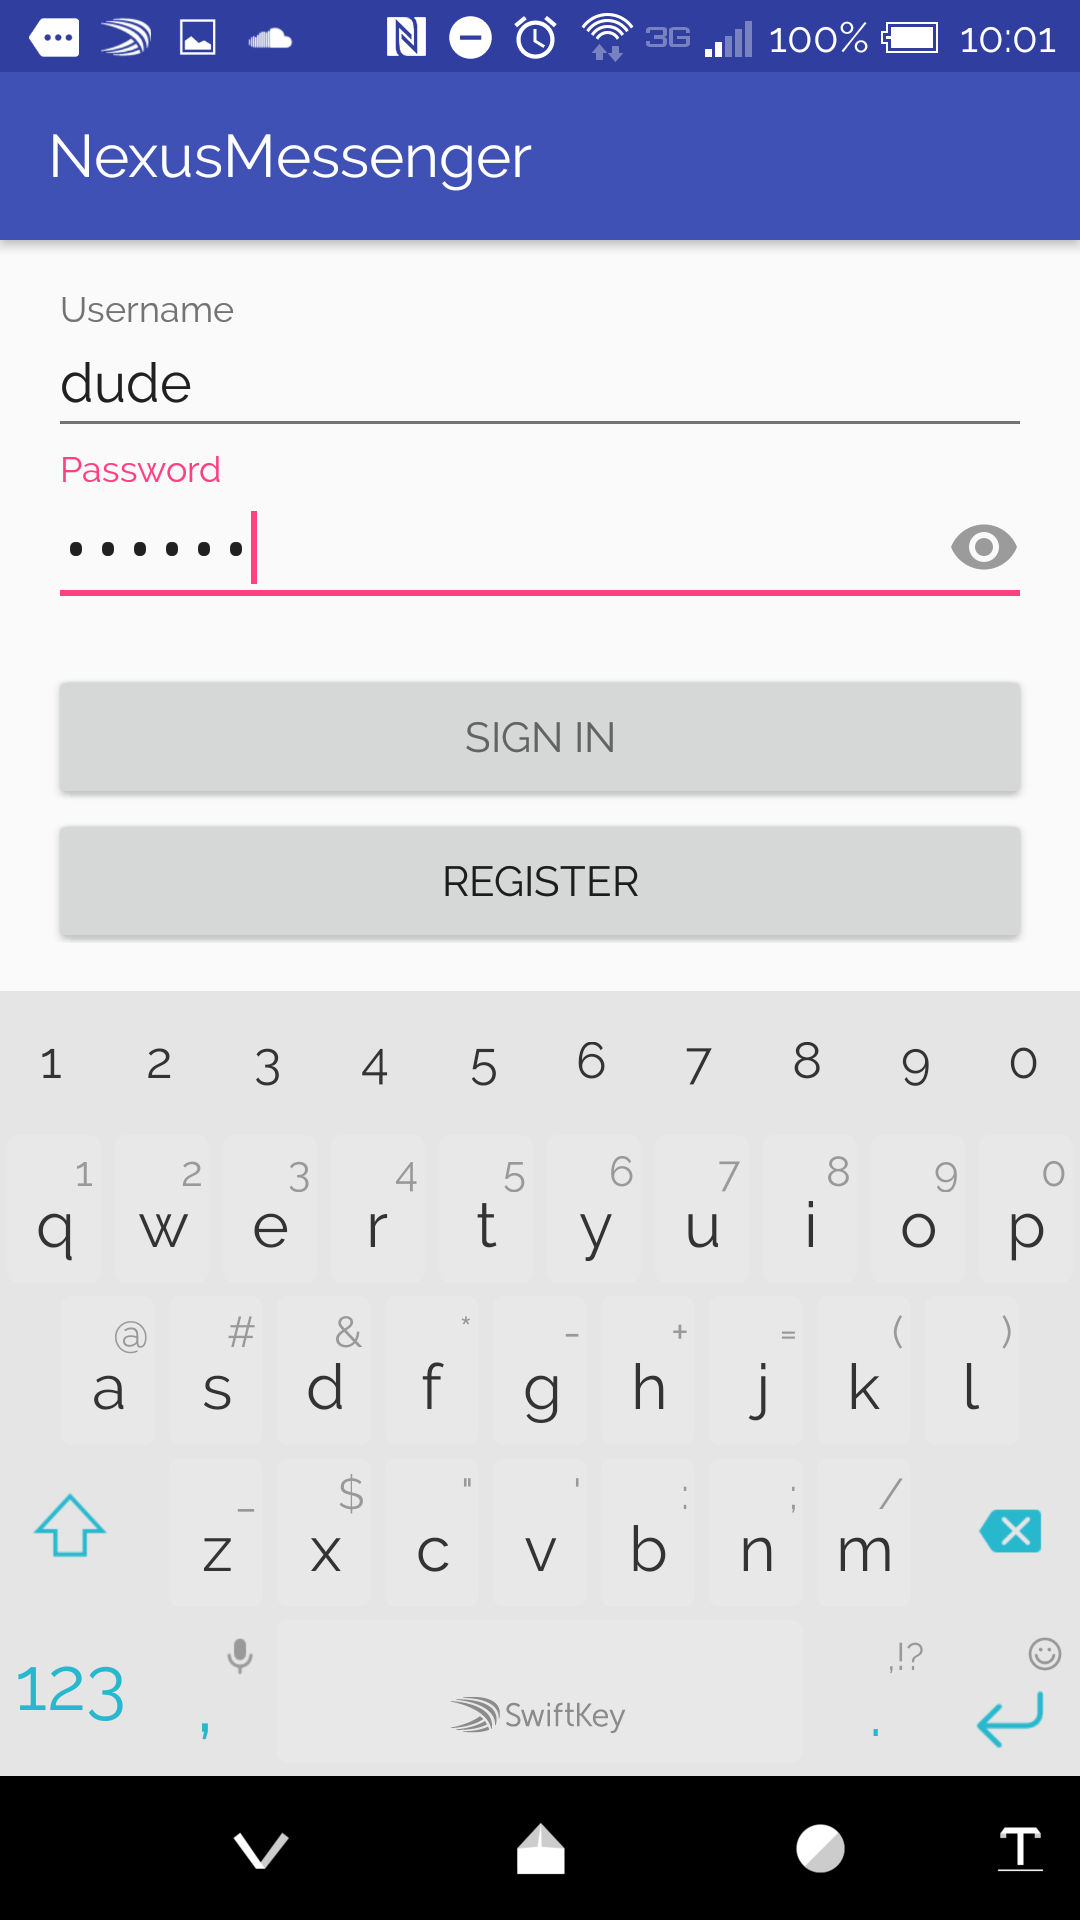 3G 100% 10:01
NexusMessenger
Username
dude
Password
••••••
SIGN IN
REGISTER
1 2 3 4 5 6 7 8 9 0
1 2 3 4 5 6 7 8 9 0
q w e r t y u i o p
@ # & * - + = ( )
a s d f g h j k l
_ $ " ' : ; /
z x c v b n m
,!?
123 , SwiftKey .
T